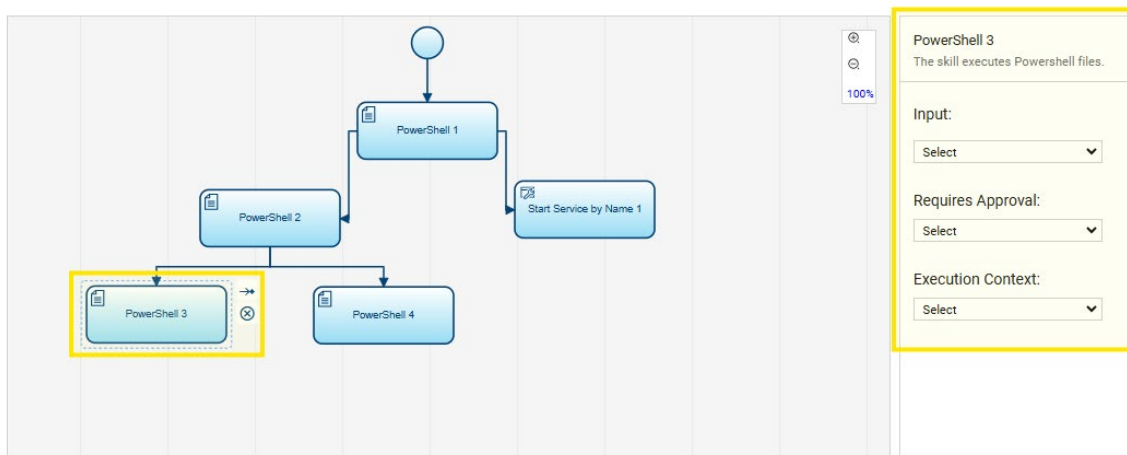 PowerShell 1
PowerShell 2
Start Service by Name 1
PowerShell 3
PowerShell 4
100%
PowerShell 3
The skill executes Powershell files.
Input:
Select
Requires Approval:
Select
Execution Context:
Select